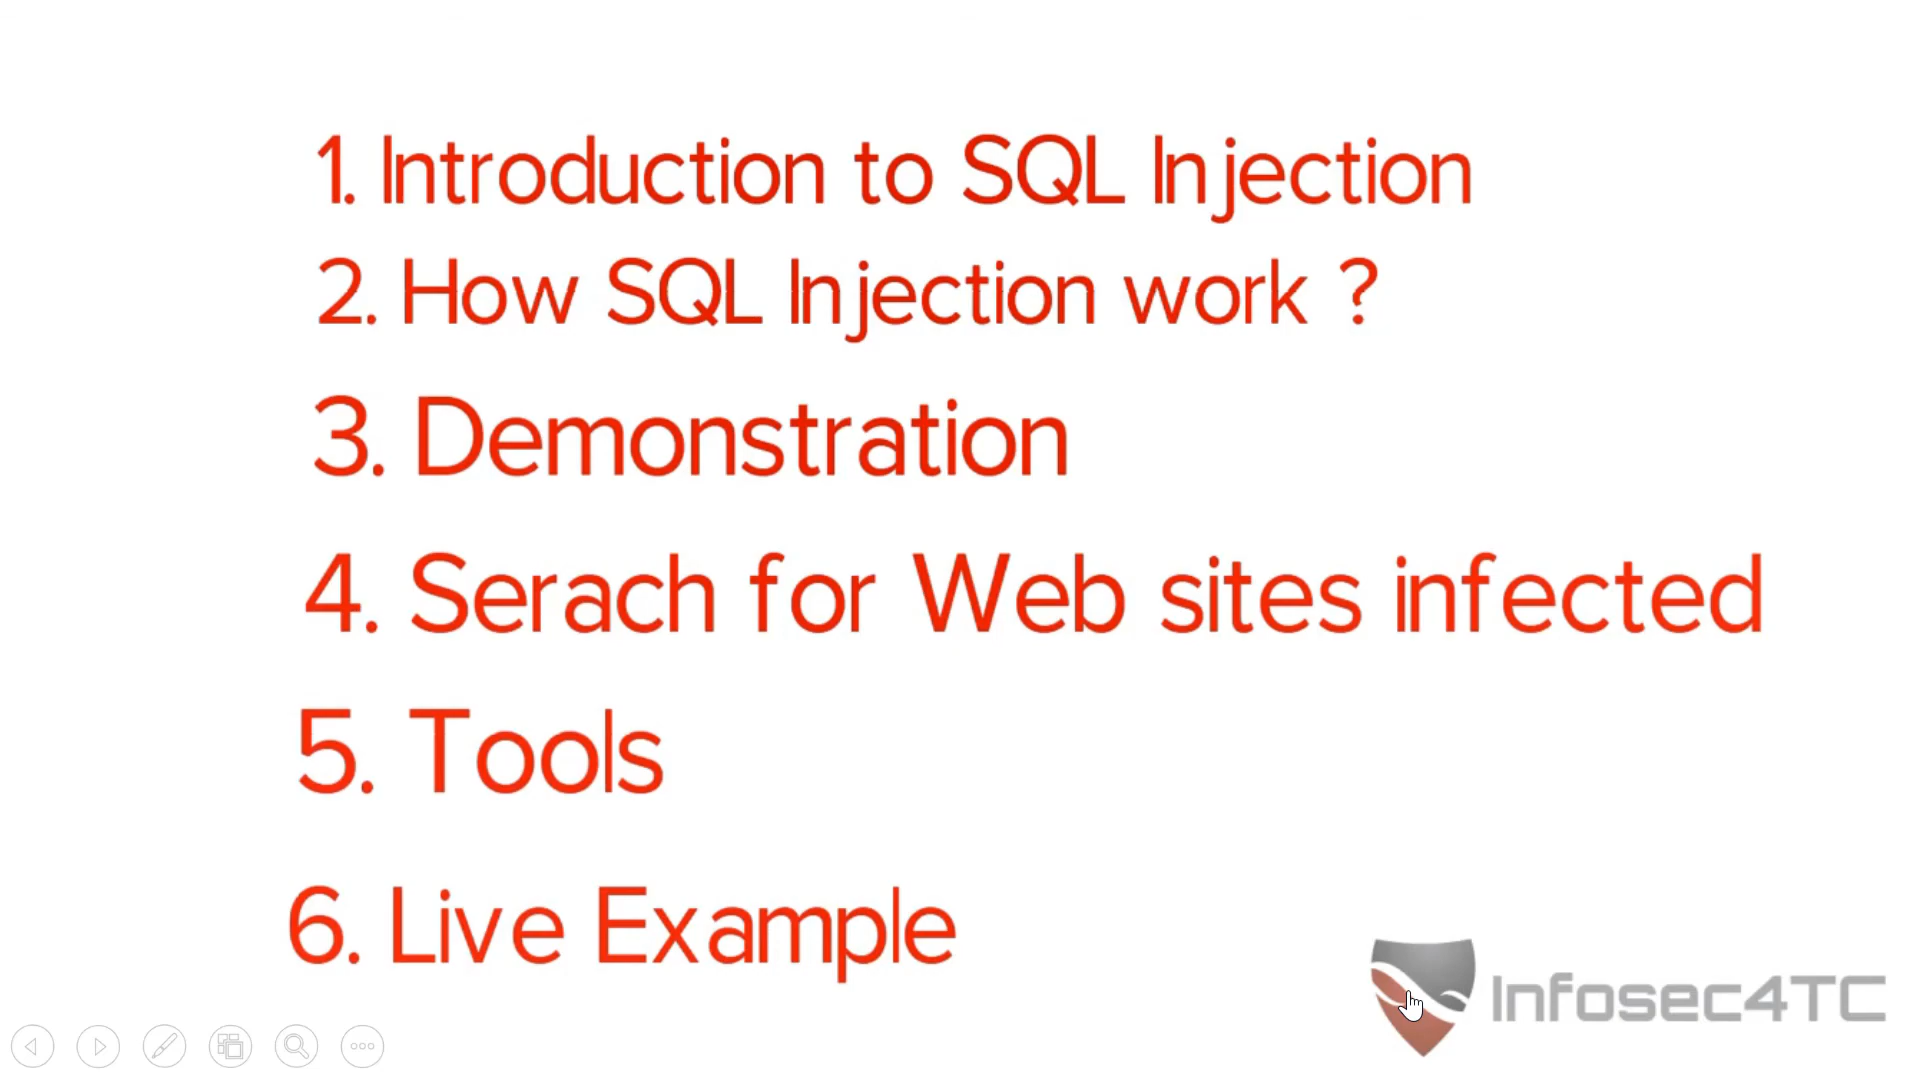 1. Introduction to SQL Injection
2. How SQL Injection work ?
3. Demonstration
4. Serach for Web sites infected
5. Tools
6. Live Example
Infosec4TC